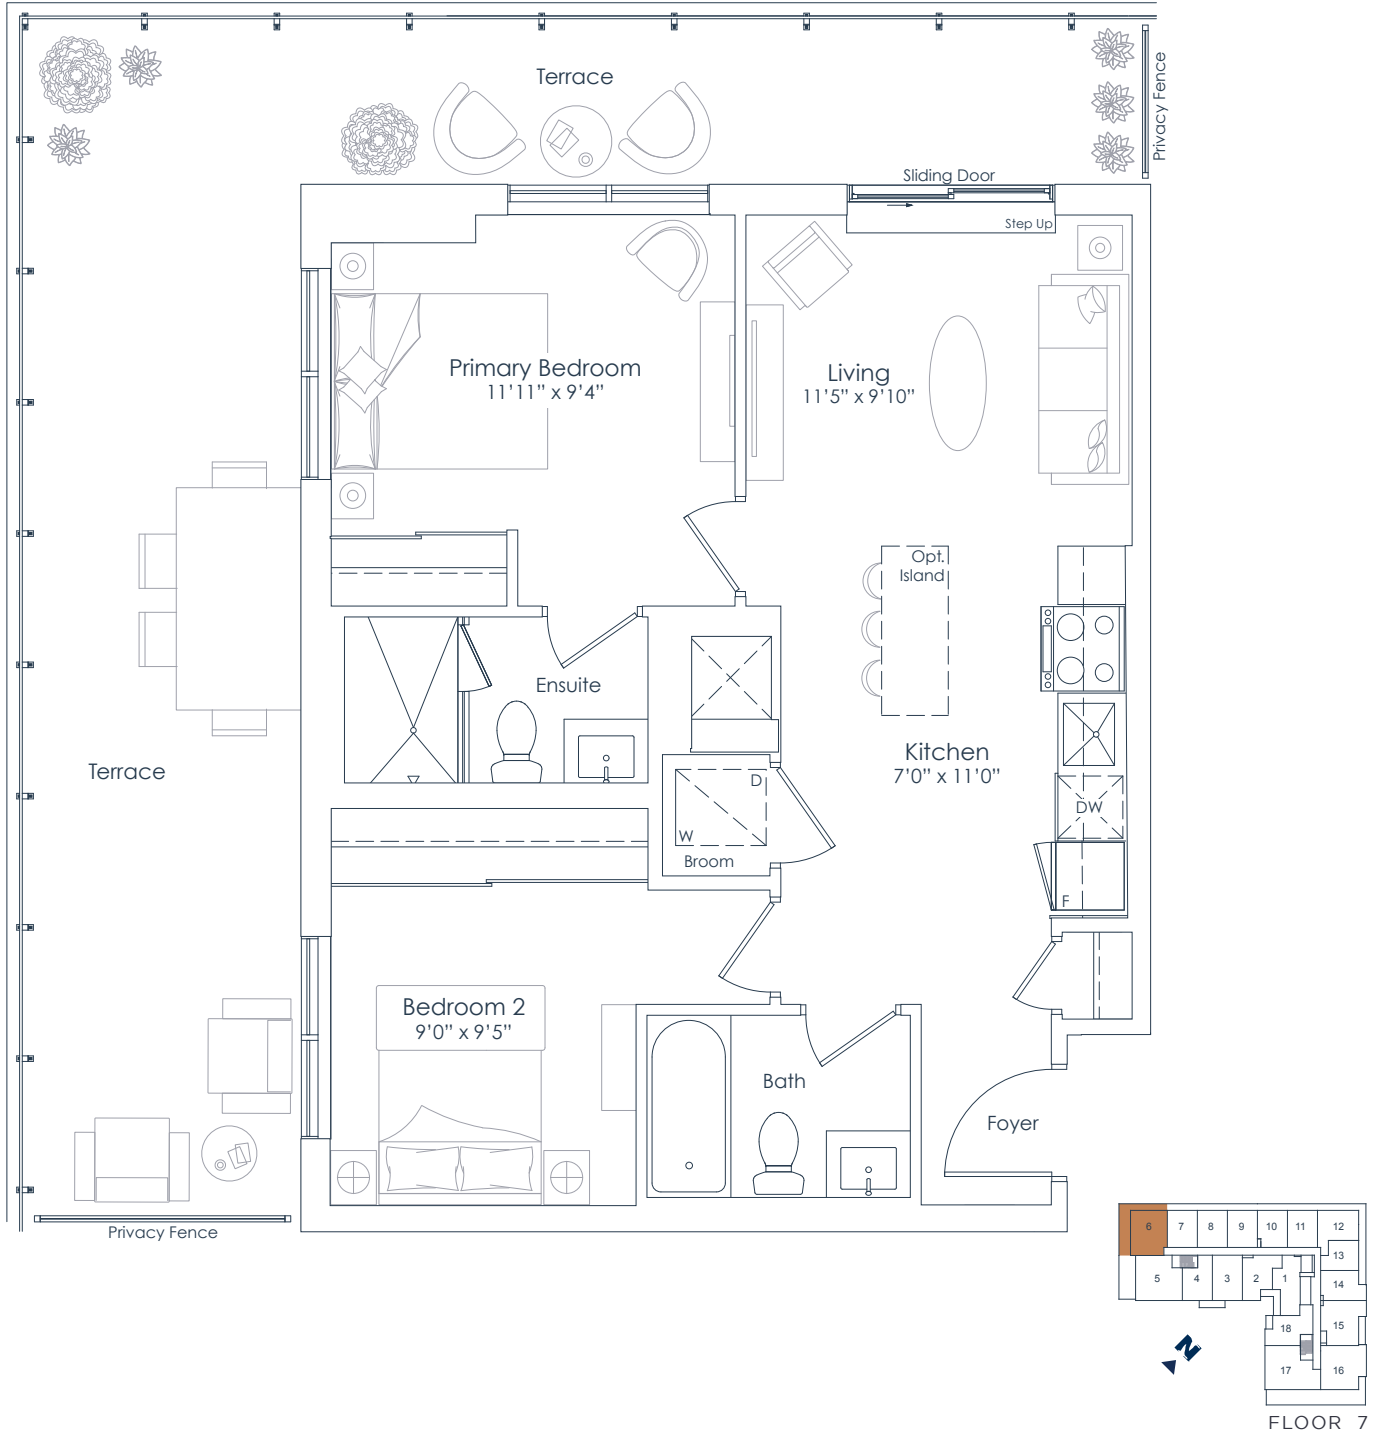 Terrace
Privacy Fence
Sliding Door
Step Up
Primary Bedroom
11’11” x 9’4”
Living
11’5” x 9’10”
Opt.
Island
Ensuite
Kitchen
7’0” x 11’0”
Terrace
D
W
Broom
DW
F
Bedroom 2
9’0” x 9’5”
Bath
Foyer
Privacy Fence
6 7 8 9 10 11 12
13
5 4 3 2 1 14
18 15
17 16
N
FLOOR 7